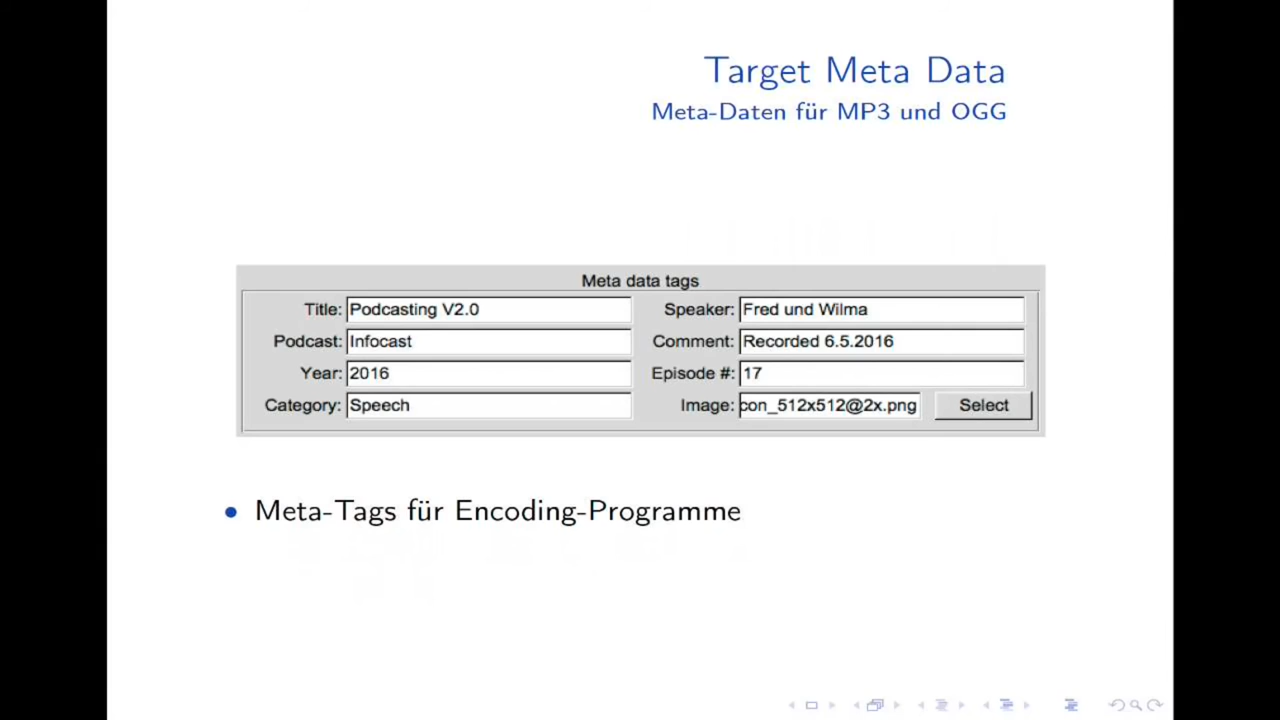 Target Meta Data
Meta-Daten für MP3 und OGG
Meta data tags
Title: Podcasting V2.0 Speaker: Fred und Wilma
Podcast: Infocast Comment: Recorded 6.5.2016
Year: 2016 Episode #: 17
Category: Speech Image: con_512x512@2x.png Select
• Meta-Tags für Encoding-Programme